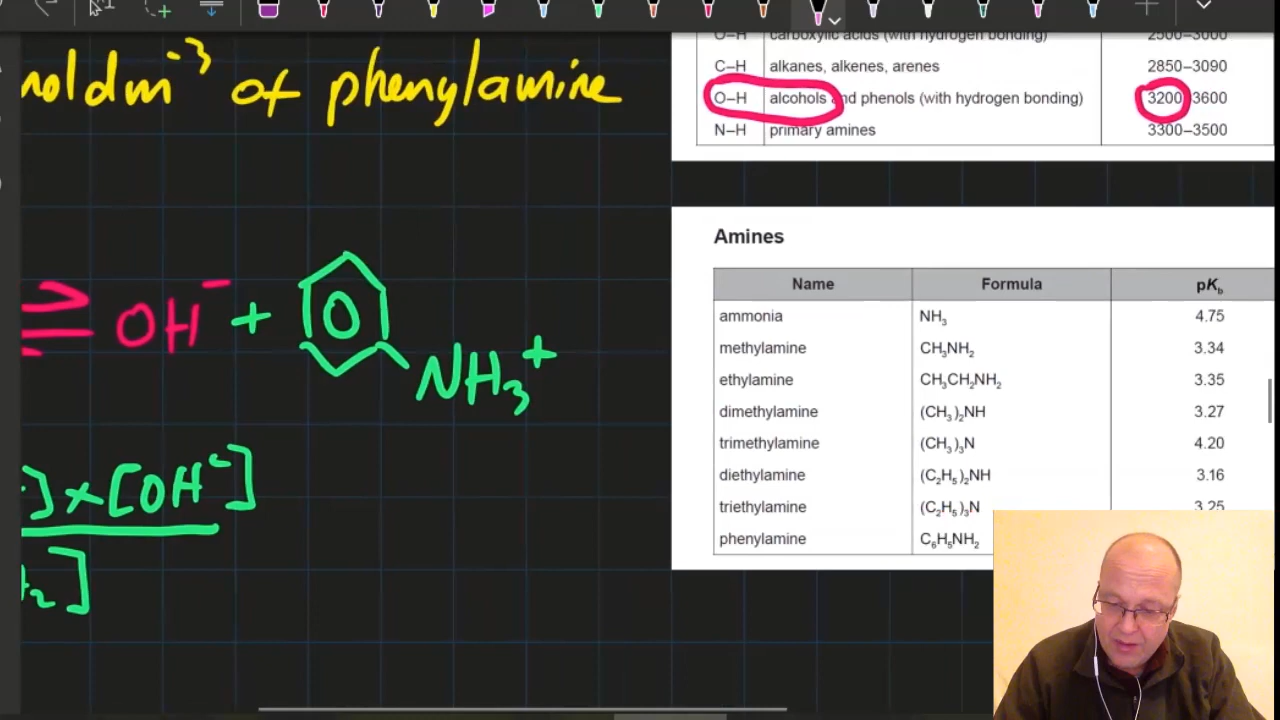 moldm⁻³ of phenylamine
⇌ OH⁻ + NH₃⁺
] × [OH⁻]
₂]
O–H carboxylic acids (with hydrogen bonding) 2500–3000
C–H alkanes, alkenes, arenes 2850–3090
O–H alcohols and phenols (with hydrogen bonding) 3200–3600
N–H primary amines 3300–3500
Amines
Name Formula pKb
ammonia NH₃ 4.75
methylamine CH₃NH₂ 3.34
ethylamine CH₃CH₂NH₂ 3.35
dimethylamine (CH₃)₂NH 3.27
trimethylamine (CH₃)₃N 4.20
diethylamine (C₂H₅)₂NH 3.16
triethylamine (C₂H₅)₃N 3.25
phenylamine C₆H₅NH₂